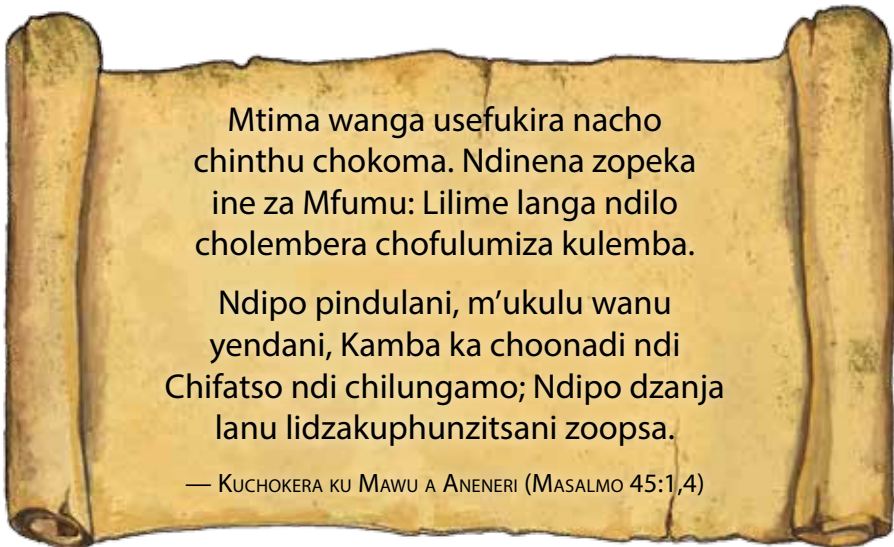 Mtima wanga usefukira nacho
chinthu chokoma. Ndinena zopeka
ine za Mfumu: Lilime langa ndilo
cholembera chofulumiza kulemba.
Ndipo pindulani, m’ukulu wanu
yendani, Kamba ka choonadi ndi
Chifatso ndi chilungamo; Ndipo dzanja
lanu lidzakuphunzitsani zoopsa.
— Kuchokera ku Mawu a Aneneri (Masalmo 45:1,4)